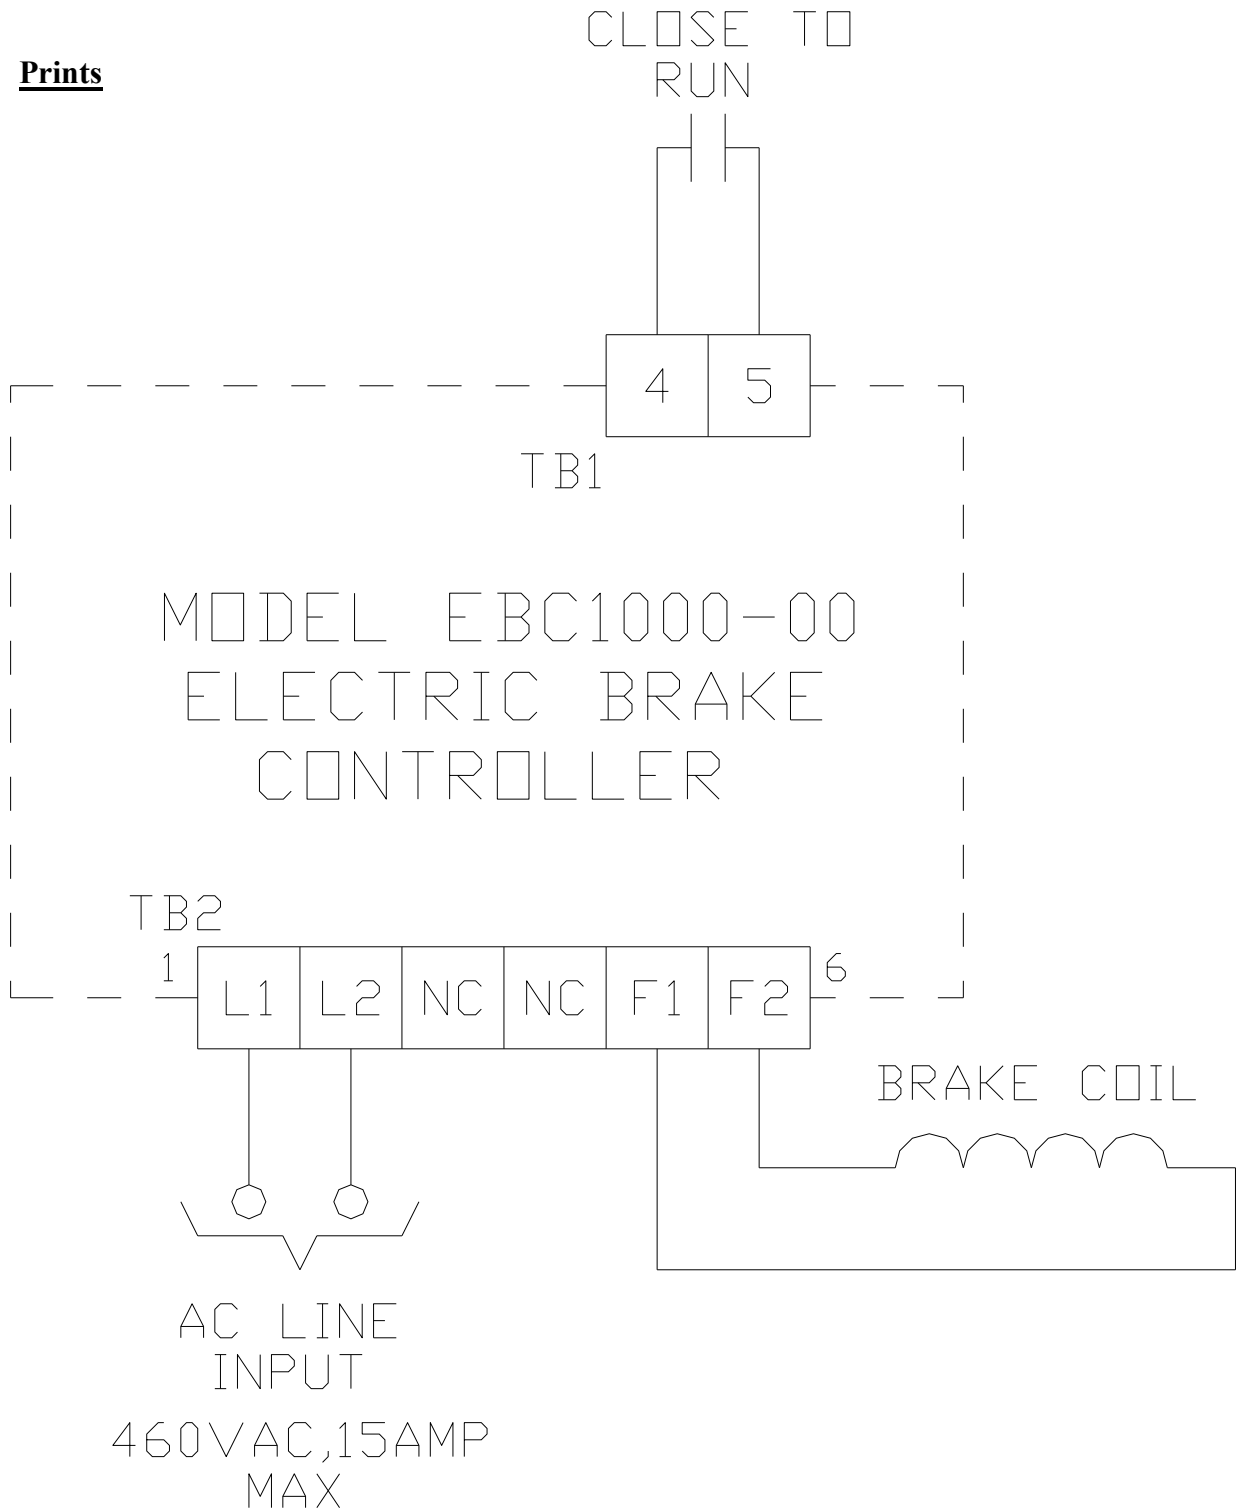 CLOSE TO
RUN
Prints
4 5
TB1
MODEL EBC1000-00
ELECTRIC BRAKE
CONTROLLER
TB2
1 6
L1 L2 NC NC F1 F2
BRAKE COIL
AC LINE
INPUT
460VAC,15AMP
MAX